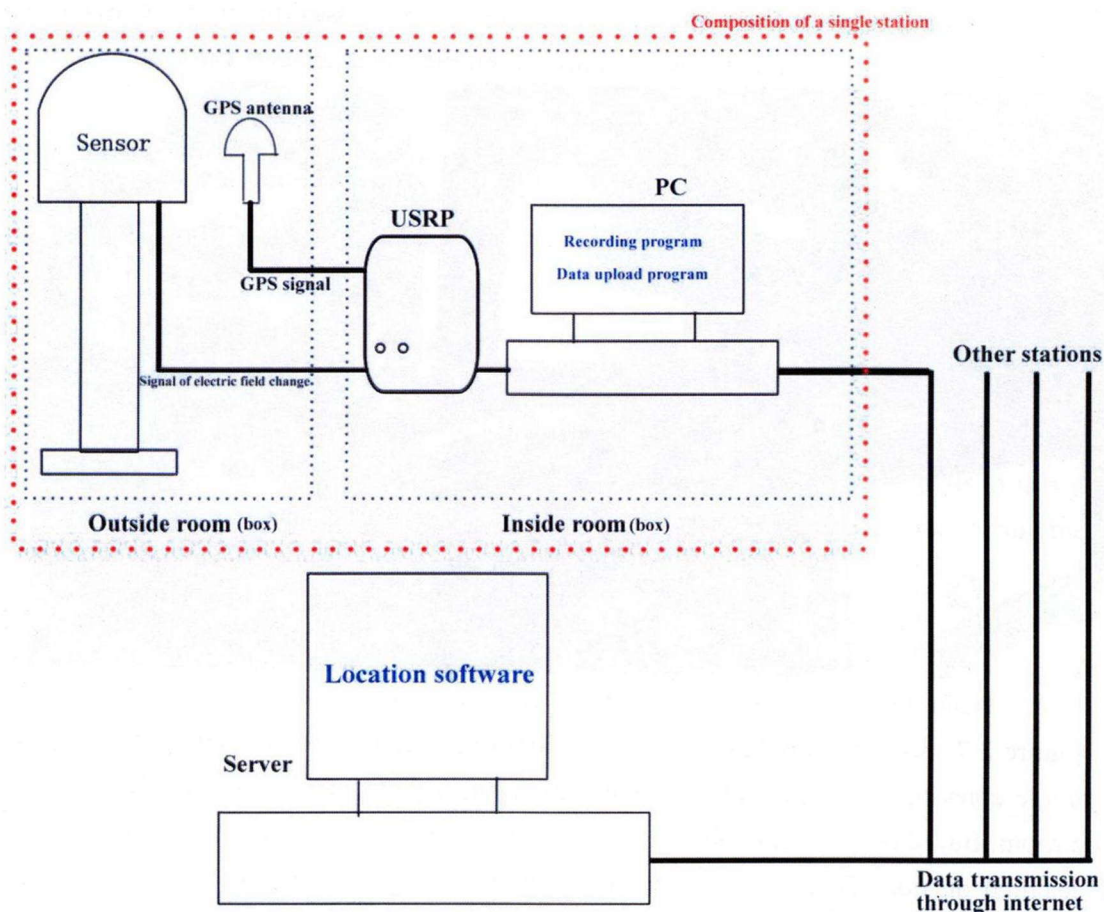 Composition of a single station
GPS antenna
Sensor
PC
USRP
Recording program
Data upload program
GPS signal
Other stations
Signal of electric field change
Outside room (box)
Inside room (box)
Location software
Server
Data transmission
through internet